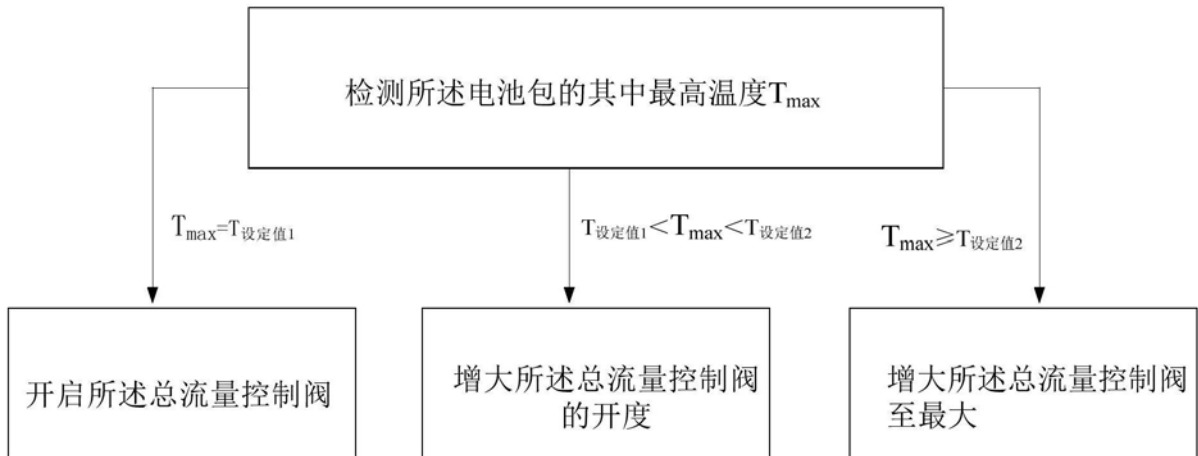 检测所述电池包的其中最高温度Tmax
Tmax=T设定值1
T设定值1<Tmax<T设定值2
Tmax≥T设定值2
开启所述总流量控制阀
增大所述总流量控制阀
的开度
增大所述总流量控制阀
至最大